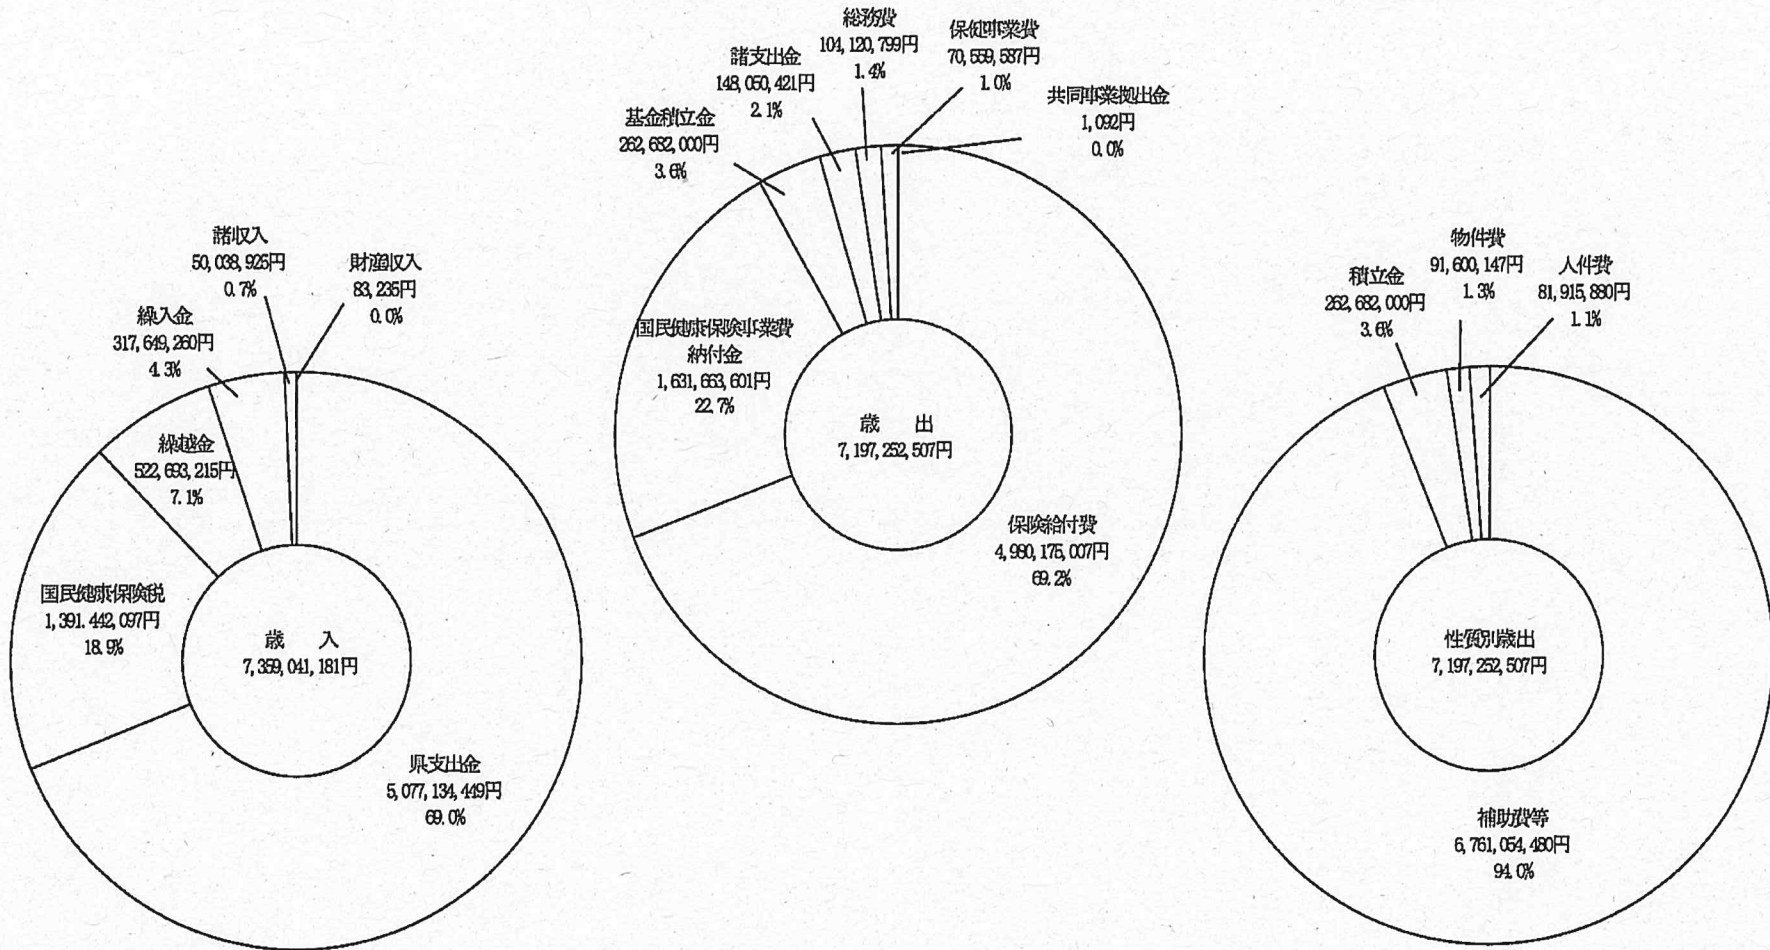 諸収入
50,038,925円
0.7%
財産収入
83,235円
0.0%
繰入金
317,649,260円
4.3%
繰越金
522,693,215円
7.1%
国民健康保険税
1,391.442,097円
18.9%
歳　入
7,359,041,181円
県支出金
5,077,134,449円
69.0%
総務費
104,120,799円
1.4%
保健事業費
70,559,587円
1.0%
諸支出金
148,050,421円
2.1%
共同事業拠出金
1,092円
0.0%
基金積立金
262,682,000円
3.6%
国民健康保険事業費
納付金
1,631,663,601円
22.7%
歳　出
7,197,252,507円
保険給付費
4,980,175,007円
69.2%
物件費
91,600,147円
1.3%
人件費
81,915,880円
1.1%
積立金
262,682,000円
3.6%
性質別歳出
7,197,252,507円
補助費等
6,761,054,480円
94.0%